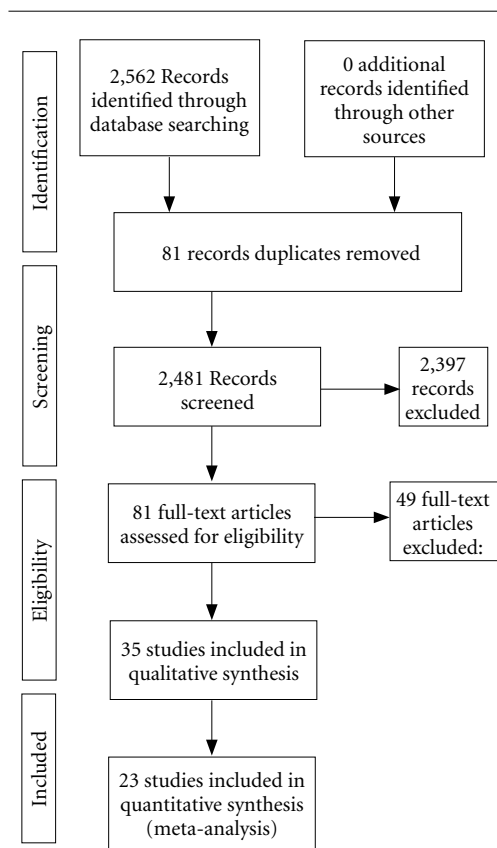 Identification
2,562 Records
identified through
database searching
0 additional
records identified
through other
sources
81 records duplicates removed
Screening
2,481 Records
screened
2,397
records
excluded
Eligibility
81 full-text articles
assessed for eligibility
49 full-text
articles
excluded:
35 studies included in
qualitative synthesis
Included
23 studies included in
quantitative synthesis
(meta-analysis)